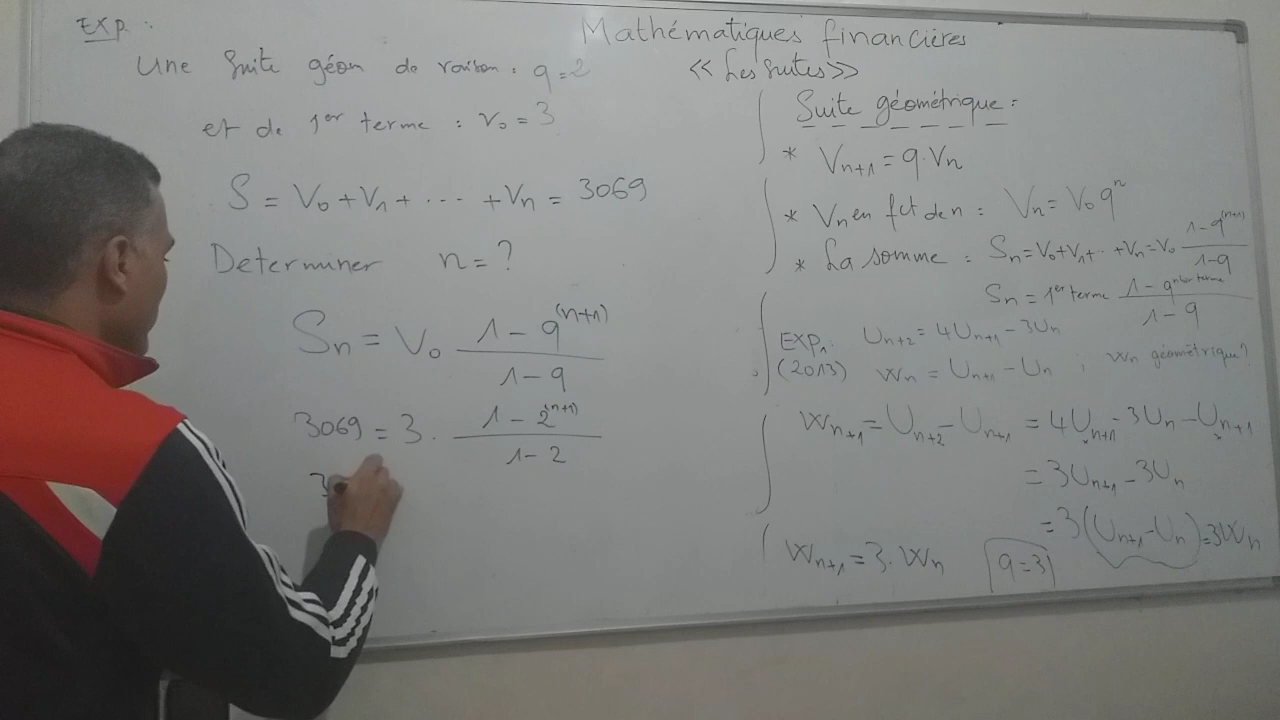 Exp :
Une suite géom de raison : q = 2
et de 1er terme : V₀ = 3
S = V₀ + V₁ + ... + Vn = 3069
Determiner n = ?
Sn = V₀ (1 - q^(n+1)) / (1 - q)
3069 = 3 . (1 - 2^(n+1)) / (1 - 2)
3
Mathématiques financières
<< Les suites >>
Suite géométrique :
* Vn+1 = q . Vn
* Vn en fct de n : Vn = V₀ q^n
* La somme : Sn = V₀ + V₁ + .. + Vn = V₀ (1 - q^(n+1)) / (1 - q)
Sn = 1er terme (1 - q^nbr terme) / (1 - q)
EXP1 : Un+2 = 4Un+1 - 3Un
(2013) Wn = Un+1 - Un , Wn géométrique?
Wn+1 = Un+2 - Un+1 = 4Un+1 - 3Un - Un+1
= 3Un+1 - 3Un
= 3(Un+1 - Un) = 3Wn
Wn+1 = 3 . Wn q = 3